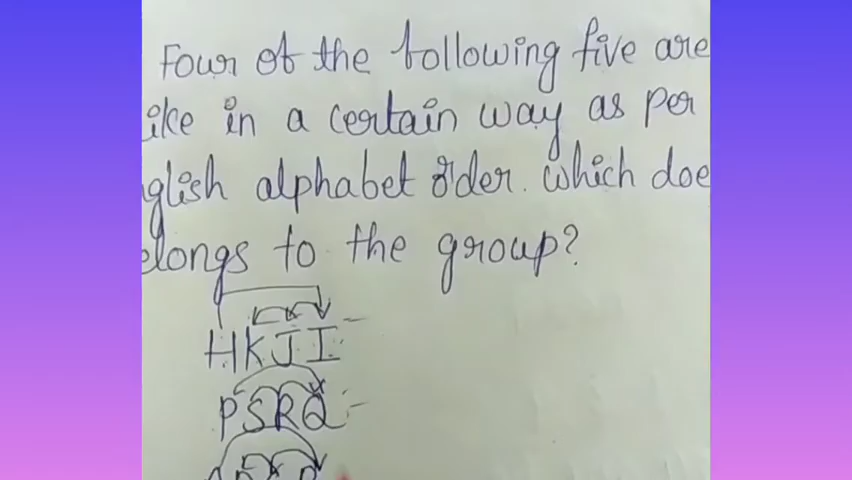 Four of the following five are
ike in a certain way as per
glish alphabet order. which doe
elongs to the group?
HKJI
PSRQ